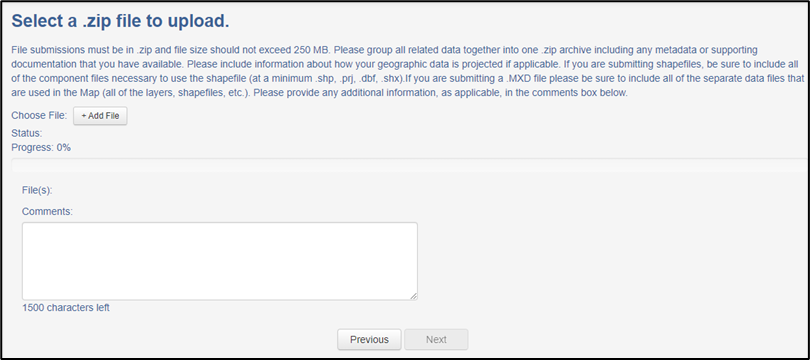 Select a .zip file to upload.
File submissions must be in .zip and file size should not exceed 250 MB. Please group all related data together into one .zip archive including any metadata or supporting
documentation that you have available. Please include information about how your geographic data is projected if applicable. If you are submitting shapefiles, be sure to include all
of the component files necessary to use the shapefile (at a minimum .shp, .prj, .dbf, .shx).If you are submitting a .MXD file please be sure to include all of the separate data files that
are used in the Map (all of the layers, shapefiles, etc.). Please provide any additional information, as applicable, in the comments box below.
Choose File: + Add File
Status:
Progress: 0%
File(s):
Comments:
1500 characters left
Previous Next